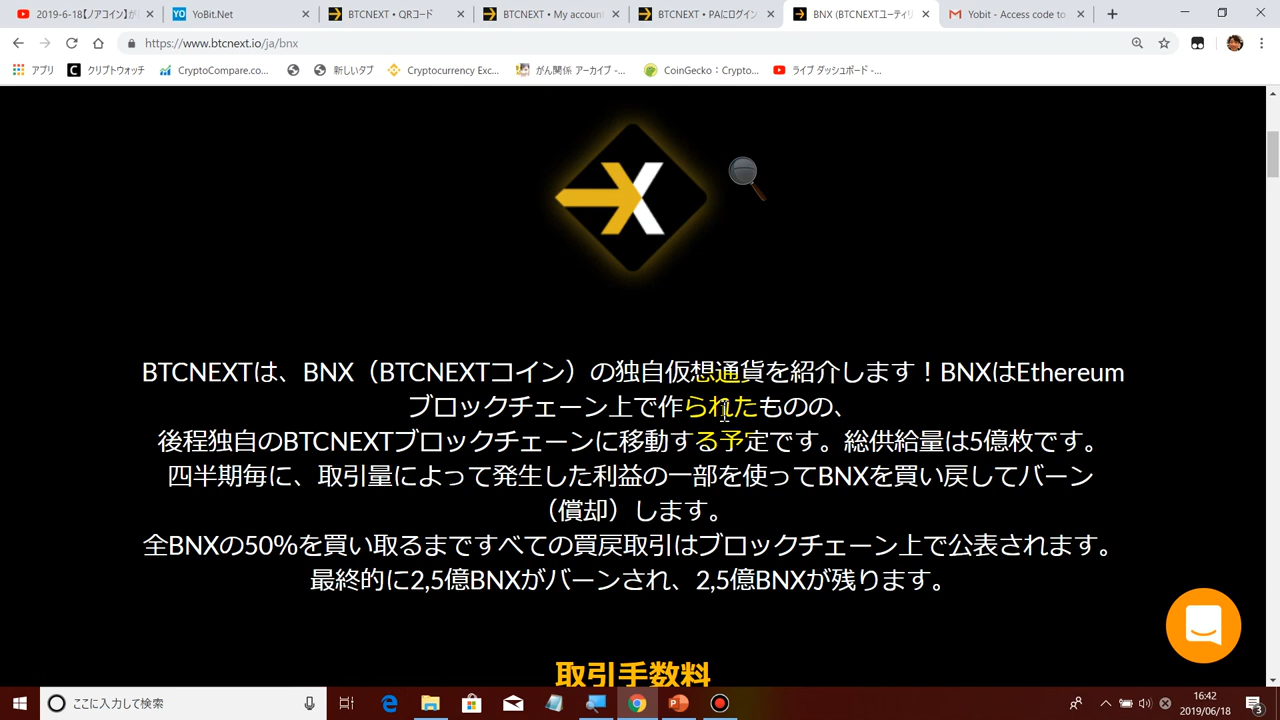 2019-6-18【ノアコイン】が
YoBit.Net
BTCNEXT • QRコード
BTCNEXT • My accoun
BTCNEXT • PAにログイン
BNX (BTCNEXTユーティリ
Yobit - Access code to
https://www.btcnext.io/ja/bnx
アプリ
クリプトウォッチ
CryptoCompare.co...
新しいタブ
Cryptocurrency Exc...
がん関係 アーカイブ -...
CoinGecko：Crypto...
ライブ ダッシュボード -...
BTCNEXTは、BNX（BTCNEXTコイン）の独自仮想通貨を紹介します！BNXはEthereum
ブロックチェーン上で作られたものの、
後程独自のBTCNEXTブロックチェーンに移動する予定です。総供給量は5億枚です。
四半期毎に、取引量によって発生した利益の一部を使ってBNXを買い戻してバーン
（償却）します。
全BNXの50%を買い取るまですべての買戻取引はブロックチェーン上で公表されます。
最終的に2,5億BNXがバーンされ、2,5億BNXが残ります。
取引手数料
ここに入力して検索
16:42
2019/06/18
3